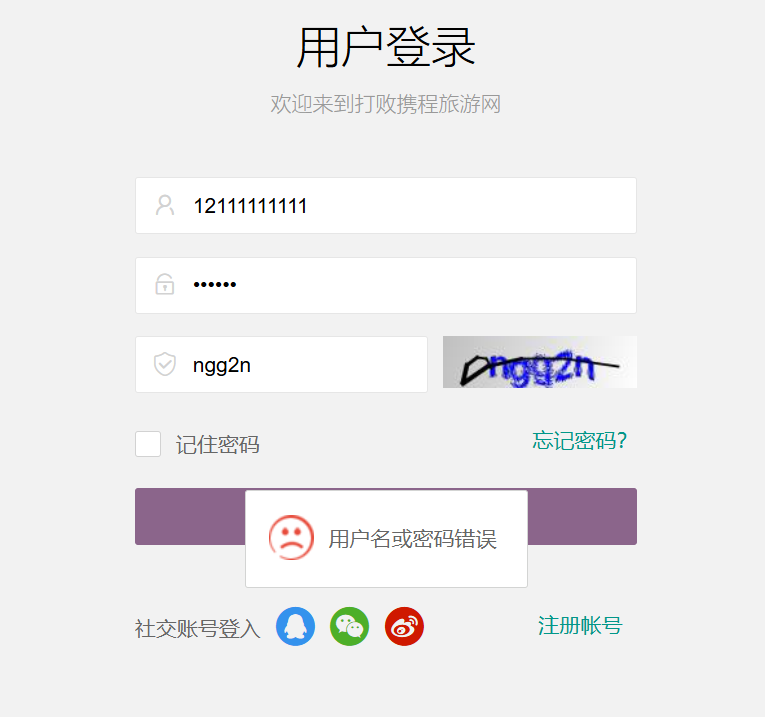 用户登录
欢迎来到打败携程旅游网
12111111111
••••••
ngg2n
ngg2n
记住密码
忘记密码?
用户名或密码错误
社交账号登入
注册帐号